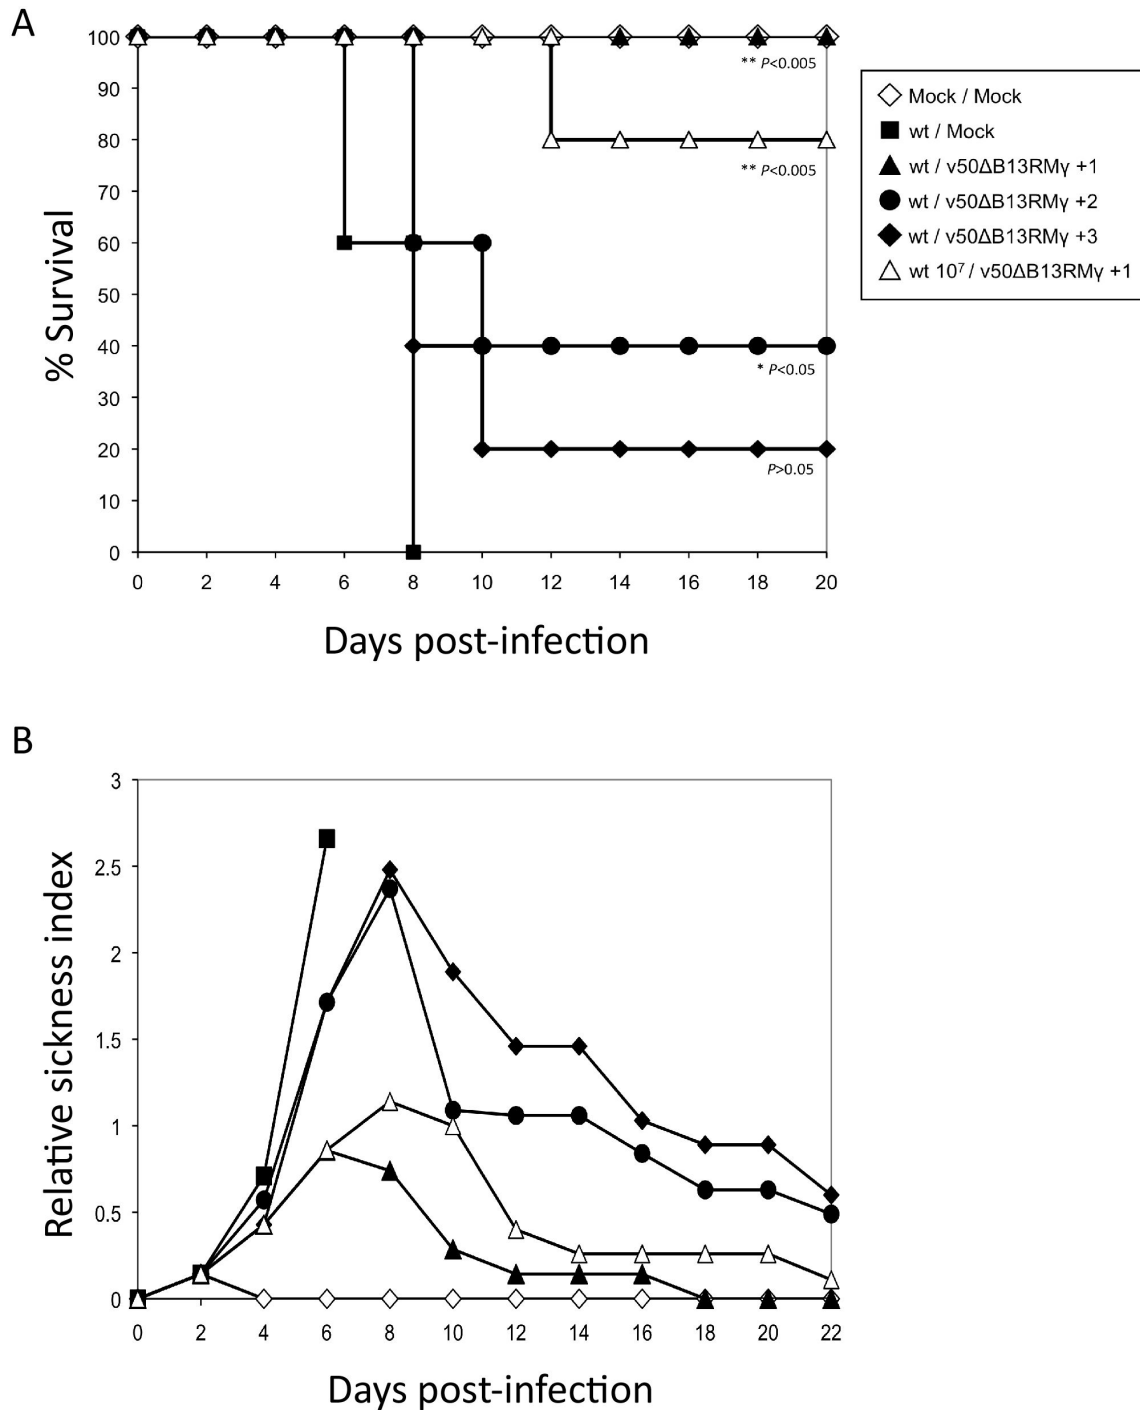 A
100
90
80
70
60
50
40
30
20
10
0
% Survival
** P<0.005
** P<0.005
* P<0.05
P>0.05
0 2 4 6 8 10 12 14 16 18 20
Days post-infection
Mock / Mock
wt / Mock
wt / v50ΔB13RMγ +1
wt / v50ΔB13RMγ +2
wt / v50ΔB13RMγ +3
wt 10⁷ / v50ΔB13RMγ +1
B
3
2.5
2
1.5
1
0.5
0
Relative sickness index
0 2 4 6 8 10 12 14 16 18 20 22
Days post-infection